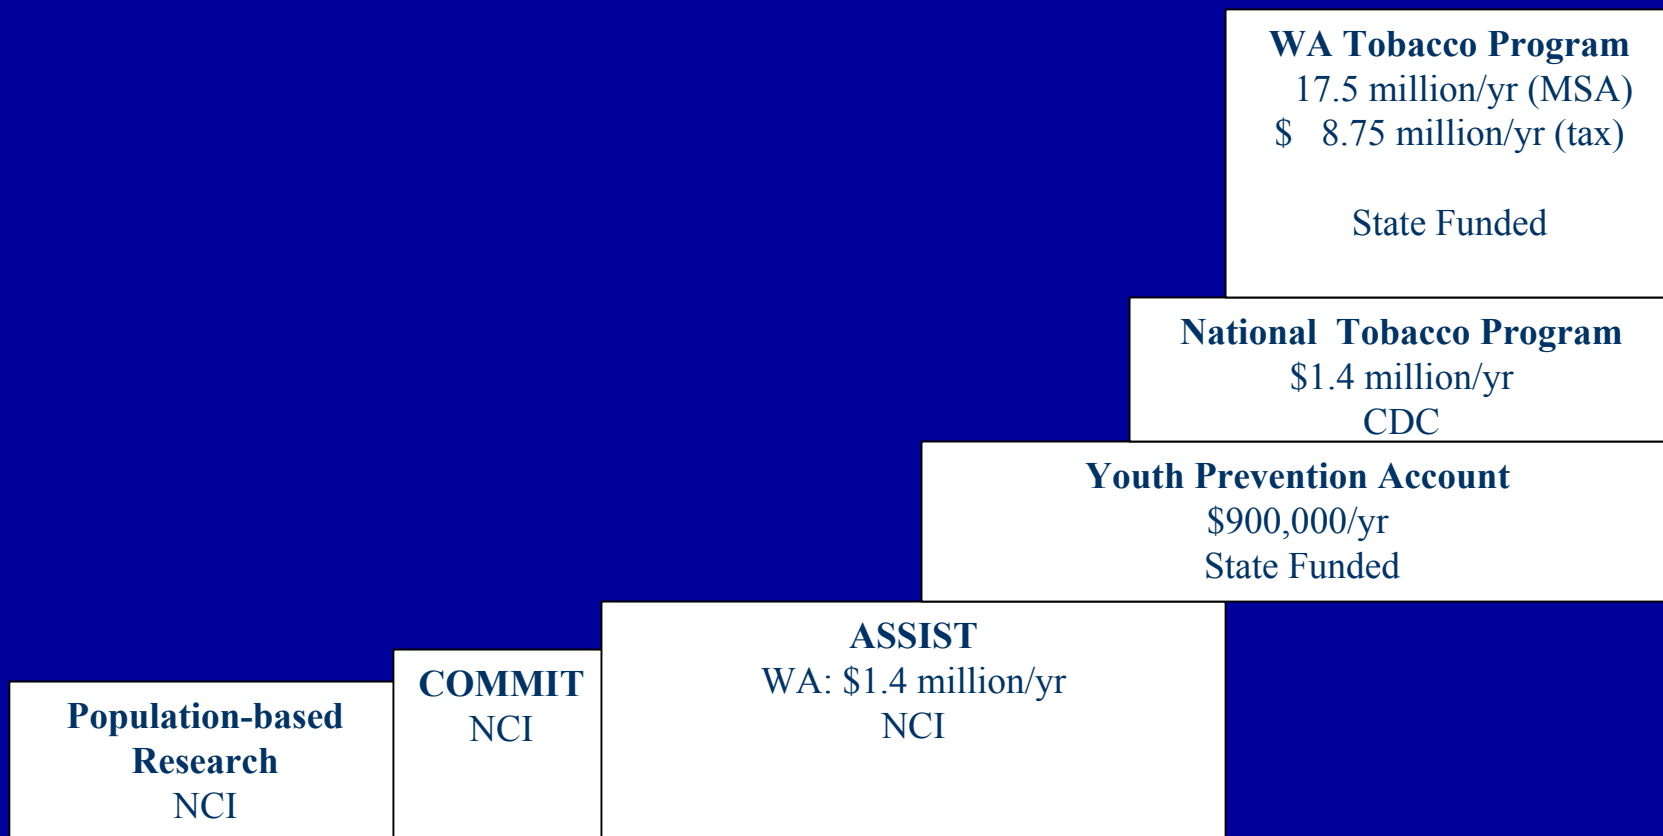 WA Tobacco Program
17.5 million/yr (MSA)
$ 8.75 million/yr (tax)
State Funded
National Tobacco Program
$1.4 million/yr
CDC
Youth Prevention Account
$900,000/yr
State Funded
ASSIST
WA: $1.4 million/yr
NCI
COMMIT
NCI
Population-based
Research
NCI